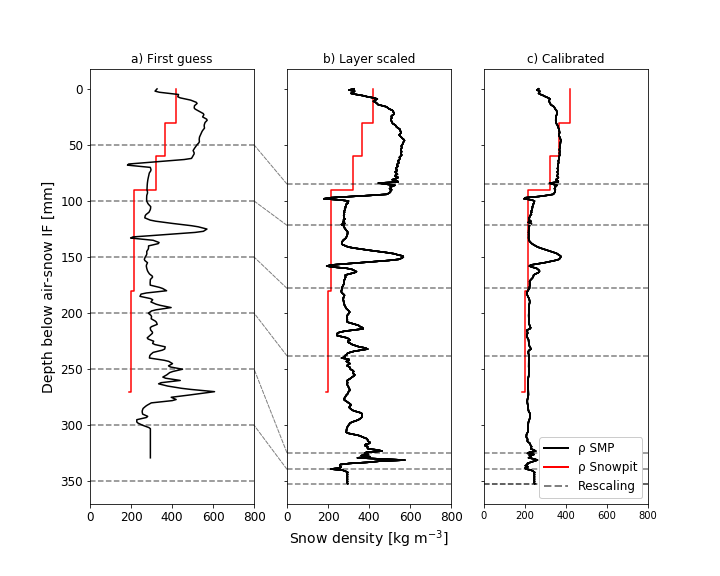 a) First guess
b) Layer scaled
c) Calibrated
0
50
100
150
200
250
300
350
Depth below air-snow IF [mm]
ρ SMP
ρ Snowpit
Rescaling
0 200 400 600 800
0 200 400 600 800
0 200 400 600 800
Snow density [kg m⁻³]